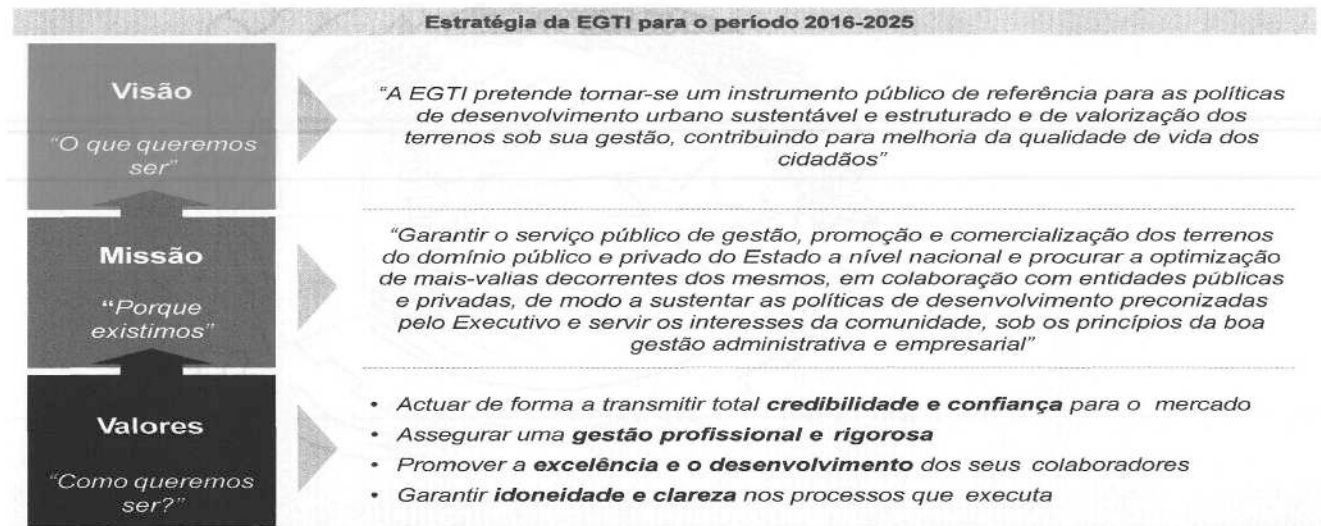 Estratégia da EGTI para o período 2016-2025
Visão
“O que queremos
ser”
“A EGTI pretende tornar-se um instrumento público de referência para as políticas
de desenvolvimento urbano sustentável e estruturado e de valorização dos
terrenos sob sua gestão, contribuindo para melhoria da qualidade de vida dos
cidadãos”
Missão
“Porque
existimos”
“Garantir o serviço público de gestão, promoção e comercialização dos terrenos
do domínio público e privado do Estado a nível nacional e procurar a optimização
de mais-valias decorrentes dos mesmos, em colaboração com entidades públicas
e privadas, de modo a sustentar as políticas de desenvolvimento preconizadas
pelo Executivo e servir os interesses da comunidade, sob os princípios da boa
gestão administrativa e empresarial”
Valores
“Como queremos
ser?”
• Actuar de forma a transmitir total credibilidade e confiança para o mercado
• Assegurar uma gestão profissional e rigorosa
• Promover a excelência e o desenvolvimento dos seus colaboradores
• Garantir idoneidade e clareza nos processos que executa